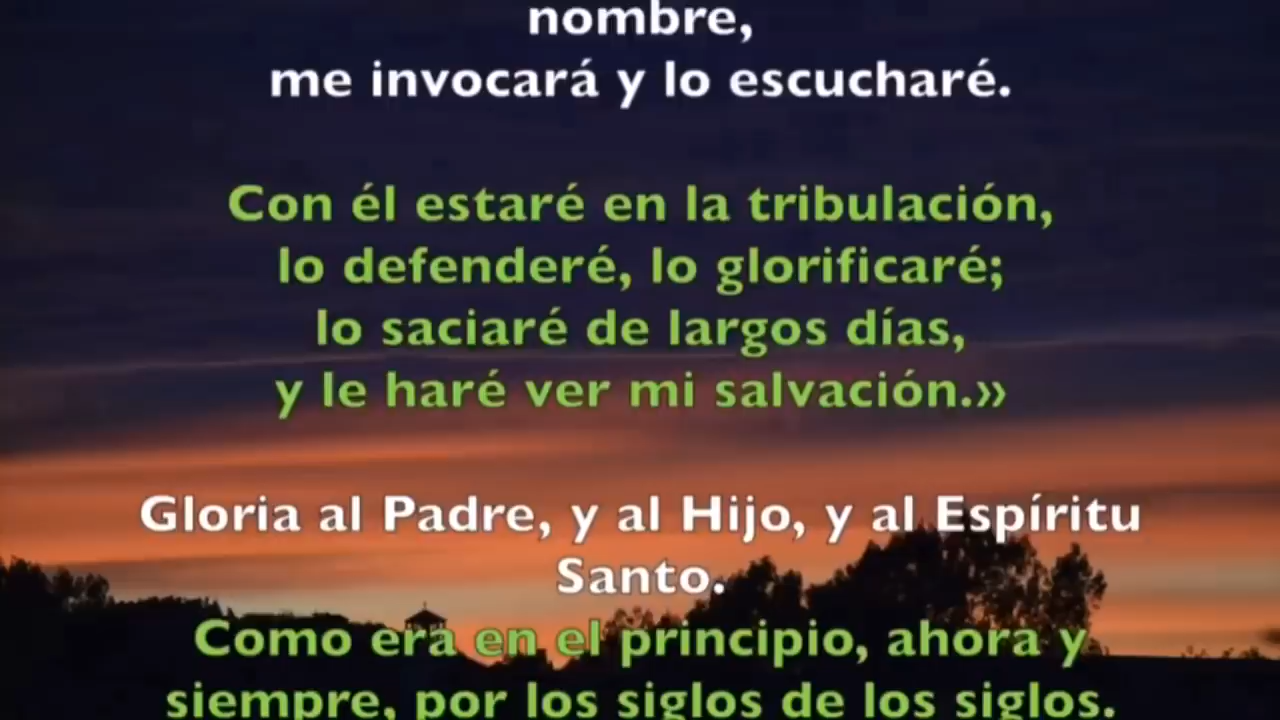 nombre,
me invocará y lo escucharé.
Con él estaré en la tribulación,
lo defenderé, lo glorificaré;
lo saciaré de largos días,
y le haré ver mi salvación.»
Gloria al Padre, y al Hijo, y al Espíritu
Santo.
Como era en el principio, ahora y
siempre, por los siglos de los siglos.